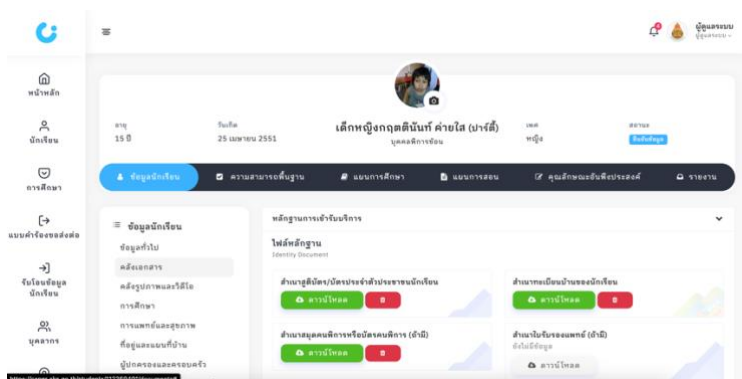 ผู้ดูแลระบบ
ผู้ดูแลระบบ
หน้าหลัก
นักเรียน
การศึกษา
แบบคำร้องขอส่งต่อ
รับโอนข้อมูล
นักเรียน
บุคลากร
อายุ
15 ปี
วันเกิด
25 เมษายน 2551
เด็กหญิงกฤตตินันท์ ค่ายใส (ปาร์ตี้)
บุคคลพิการซ้อน
เพศ
หญิง
สถานะ
ยืนยันข้อมูล
ข้อมูลนักเรียน
ความสามารถพื้นฐาน
แผนการศึกษา
แผนการสอน
คุณลักษณะอันพึงประสงค์
รายงาน
ข้อมูลนักเรียน
ข้อมูลทั่วไป
คลังเอกสาร
คลังรูปภาพและวิดีโอ
การศึกษา
การแพทย์และสุขภาพ
ที่อยู่และแผนที่บ้าน
ผู้ปกครองและครอบครัว
หลักฐานการเข้ารับบริการ
ไฟล์หลักฐาน
Identity Document
สำเนาสูติบัตร/บัตรประจำตัวประชาชนนักเรียน
ดาวน์โหลด
สำเนาทะเบียนบ้านของนักเรียน
ดาวน์โหลด
สำเนาสมุดคนพิการหรือบัตรคนพิการ (ถ้ามี)
ดาวน์โหลด
สำเนาใบรับรองแพทย์ (ถ้ามี)
ยังไม่มีข้อมูล
ดาวน์โหลด